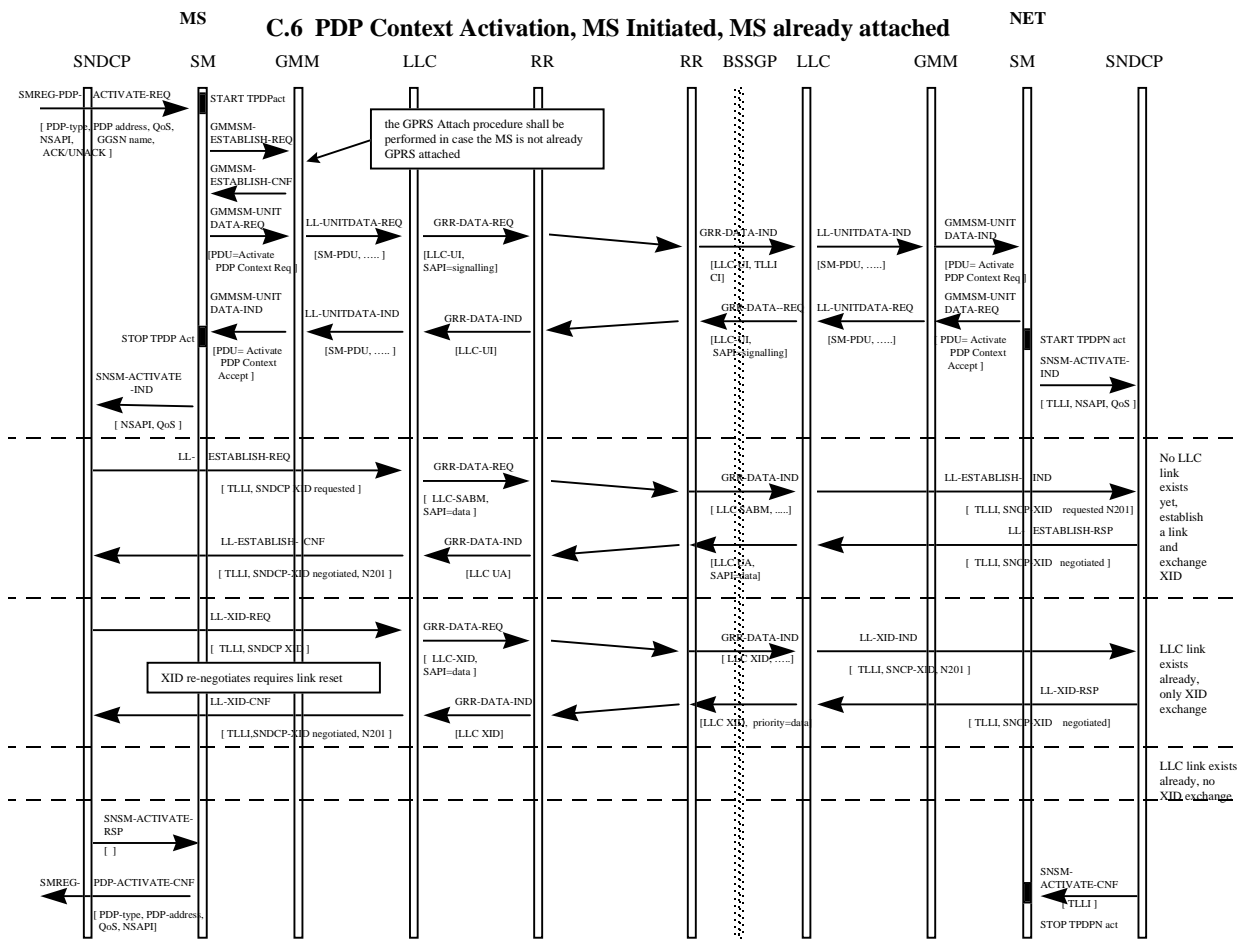 MS
NET
C.6 PDP Context Activation, MS Initiated, MS already attached
SNDCP
SM
GMM
LLC
RR
RR
BSSGP
LLC
GMM
SM
SNDCP
SMREG-PDP- ACTIVATE-REQ
START TPDPact
[ PDP-type, PDP address, QoS,
NSAPI, GGSN name,
ACK/UNACK ]
GMMSM-
ESTABLISH-REQ
the GPRS Attach procedure shall be
performed in case the MS is not already
GPRS attached
GMMSM-
ESTABLISH-CNF
GMMSM-UNIT
DATA-REQ
LL-UNITDATA-REQ
GRR-DATA-REQ
GRR-DATA-IND
LL-UNITDATA-IND
GMMSM-UNIT
DATA-IND
[PDU=Activate
PDP Context Req ]
[SM-PDU, ….. ]
[LLC-UI,
SAPI=signalling]
[LLC-UI, TLLI
CI]
[SM-PDU, …..]
[PDU= Activate
PDP Context Req ]
GMMSM-UNIT
DATA-IND
LL-UNITDATA-IND
GRR-DATA-IND
GRR-DATA--REQ
LL-UNITDATA-REQ
GMMSM-UNIT
DATA-REQ
STOP TPDP Act
[PDU= Activate
PDP Context
Accept ]
[SM-PDU, ….. ]
[LLC-UI]
[LLC-UI,
SAPI=signalling]
[SM-PDU, …..]
[ PDU= Activate
PDP Context
Accept ]
START TPDPN act
SNSM-ACTIVATE
-IND
[ NSAPI, QoS ]
SNSM-ACTIVATE-
IND
[ TLLI, NSAPI, QoS ]
LL- ESTABLISH-REQ
[ TLLI, SNDCP XID requested ]
GRR-DATA-REQ
[ LLC-SABM,
SAPI=data ]
GRR-DATA-IND
[ LLC SABM, .....]
LL-ESTABLISH- IND
[ TLLI, SNCP-XID requested N201]
LL- ESTABLISH-RSP
[ TLLI, SNCP-XID negotiated ]
[LLC UA,
SAPI=data]
GRR-DATA-IND
[LLC UA]
LL-ESTABLISH- CNF
[ TLLI, SNDCP-XID negotiated, N201 ]
No LLC
link
exists
yet,
establish
a link
and
exchange
XID
LL-XID-REQ
[ TLLI, SNDCP XID ]
GRR-DATA-REQ
[ LLC-XID,
SAPI=data ]
GRR-DATA-IND
[ LLC XID, …..]
LL-XID-IND
[ TLLI, SNCP-XID, N201 ]
XID re-negotiates requires link reset
LL-XID-RSP
[ TLLI, SNCP-XID negotiated]
[LLC XID, priority=data
GRR-DATA-IND
[LLC XID]
LL-XID-CNF
[ TLLI,SNDCP-XID negotiated, N201 ]
LLC link
exists
already,
only XID
exchange
LLC link exists
already, no
XID exchange
SNSM-ACTIVATE-
RSP
[ ]
SMREG- PDP-ACTIVATE-CNF
[ PDP-type, PDP-address,
QoS, NSAPI]
SNSM-
ACTIVATE-CNF
[ TLLI ]
STOP TPDPN act